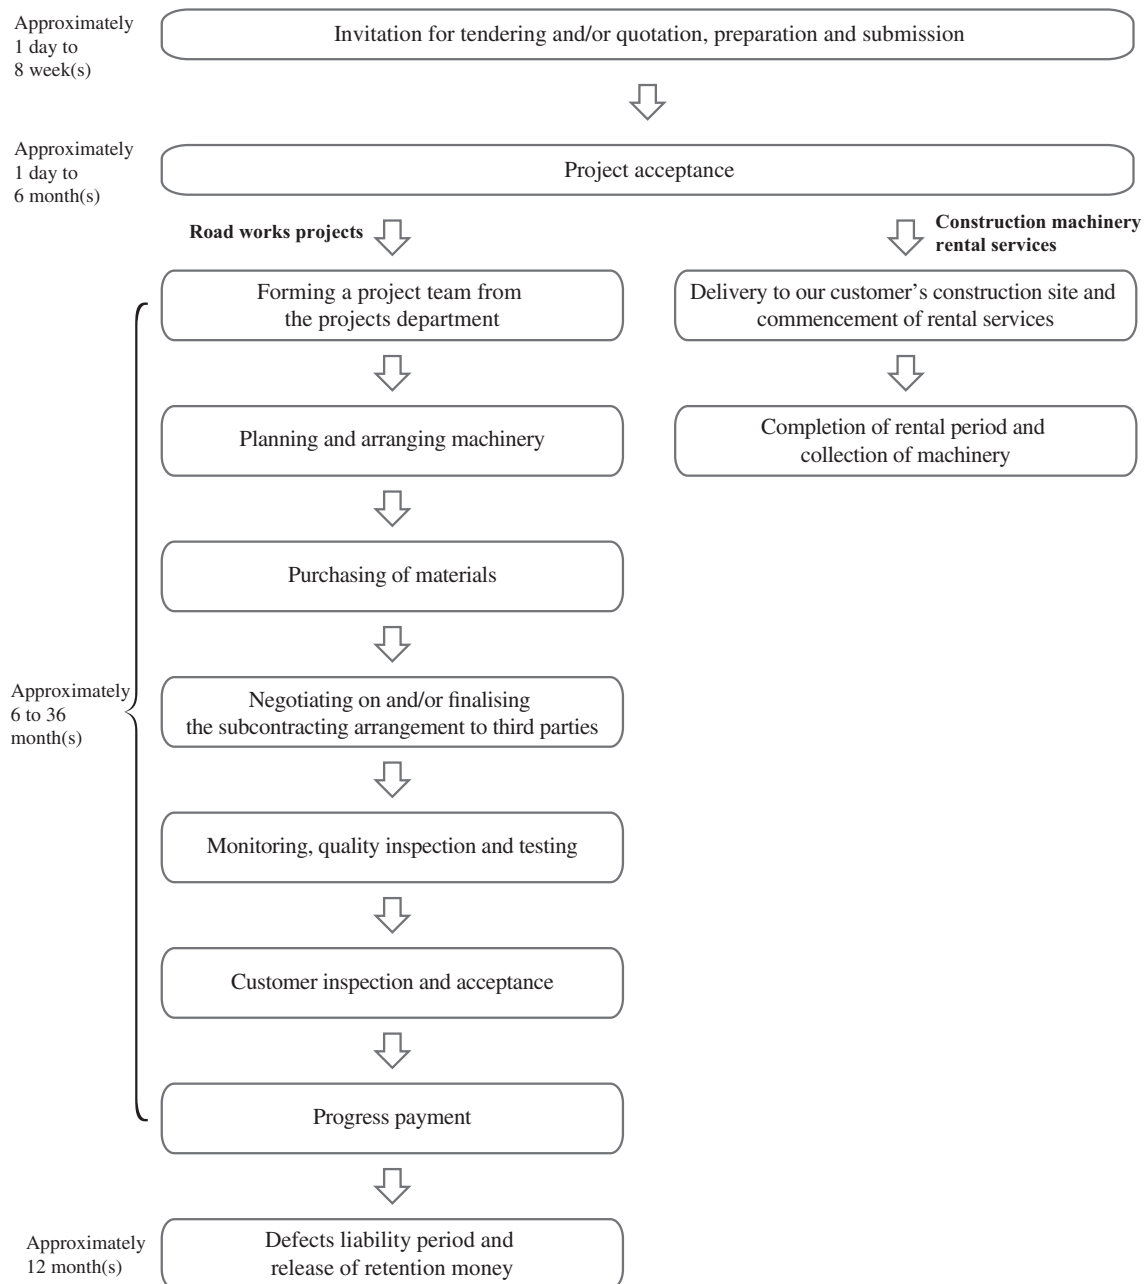 Approximately
1 day to
8 week(s)
Invitation for tendering and/or quotation, preparation and submission
Approximately
1 day to
6 month(s)
Project acceptance
Road works projects
Construction machinery
rental services
Forming a project team from
the projects department
Delivery to our customer's construction site and
commencement of rental services
Planning and arranging machinery
Completion of rental period and
collection of machinery
Purchasing of materials
Approximately
6 to 36
month(s)
Negotiating on and/or finalising
the subcontracting arrangement to third parties
Monitoring, quality inspection and testing
Customer inspection and acceptance
Progress payment
Approximately
12 month(s)
Defects liability period and
release of retention money